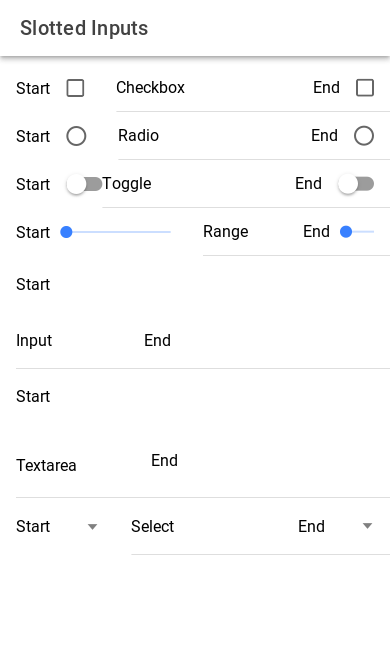 Slotted Inputs
Start Checkbox End
Start Radio End
Start Toggle End
Start Range End
Start
Input End
Start
Textarea End
Start Select End